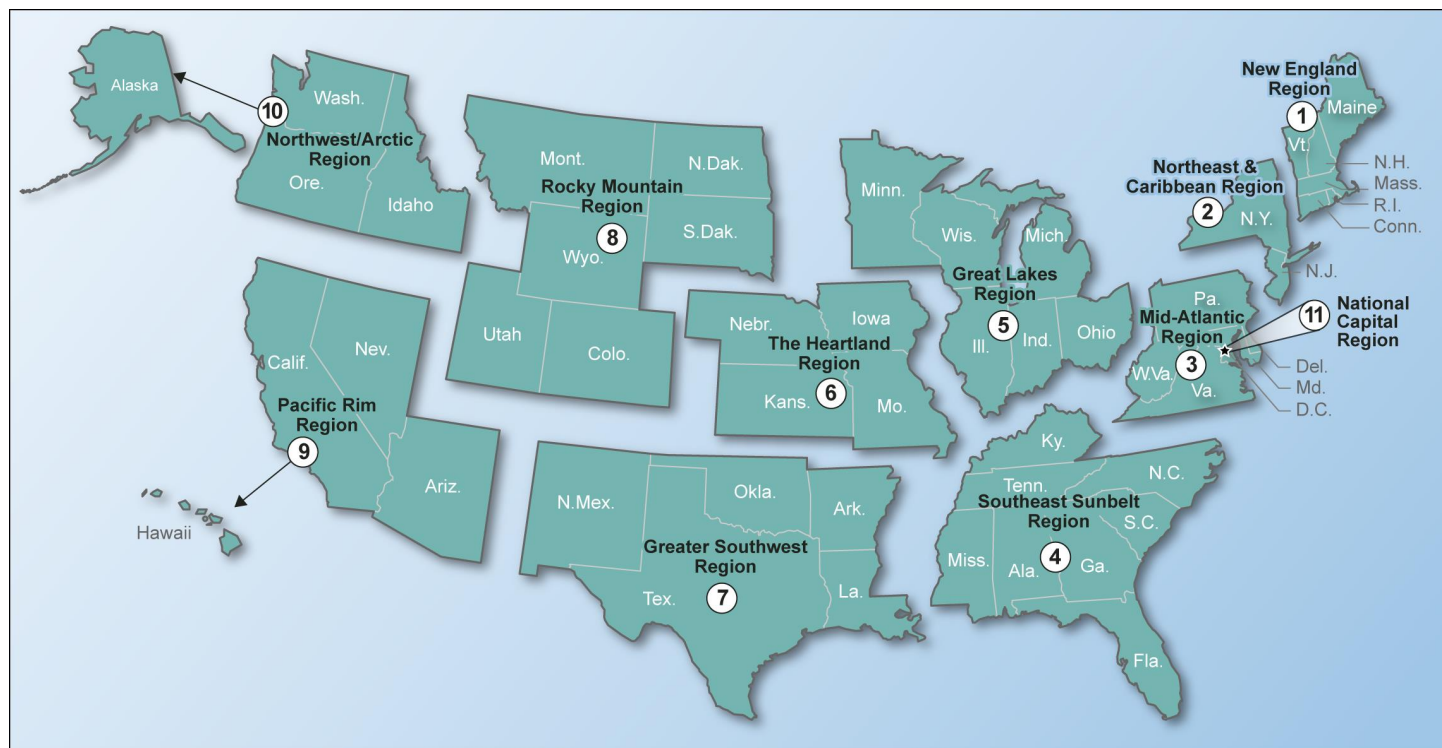 Alaska
10
Wash.
Northwest/Arctic
Region
Ore.
Idaho
Mont.
N.Dak.
Rocky Mountain
Region
8
S.Dak.
Wyo.
Utah
Colo.
Minn.
Wis.
Mich.
Great Lakes
Region
5
Ill.
Ind.
Ohio
New England
Region
1
Maine
Vt.
N.H.
Mass.
R.I.
Conn.
Northeast &
Caribbean Region
2
N.Y.
N.J.
Pa.
Mid-Atlantic
Region
3
W.Va.
Va.
11
National
Capital
Region
Del.
Md.
D.C.
Nebr.
Iowa
The Heartland
Region
6
Kans.
Mo.
Calif.
Nev.
Pacific Rim
Region
9
Ariz.
Hawaii
N.Mex.
Okla.
Ark.
Greater Southwest
Region
7
Tex.
La.
Ky.
Tenn.
N.C.
Southeast Sunbelt
Region
4
S.C.
Miss.
Ala.
Ga.
Fla.